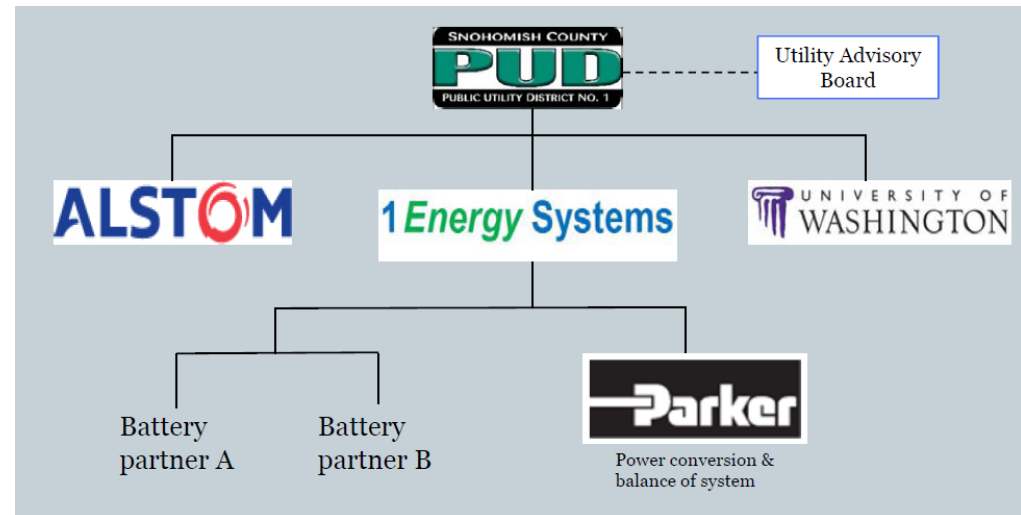 SNOHOMISH COUNTY
PUD
PUBLIC UTILITY DISTRICT NO. 1
Utility Advisory
Board
ALSTOM
1 Energy Systems
UNIVERSITY OF
WASHINGTON
Battery
partner A
Battery
partner B
Parker
Power conversion &
balance of system